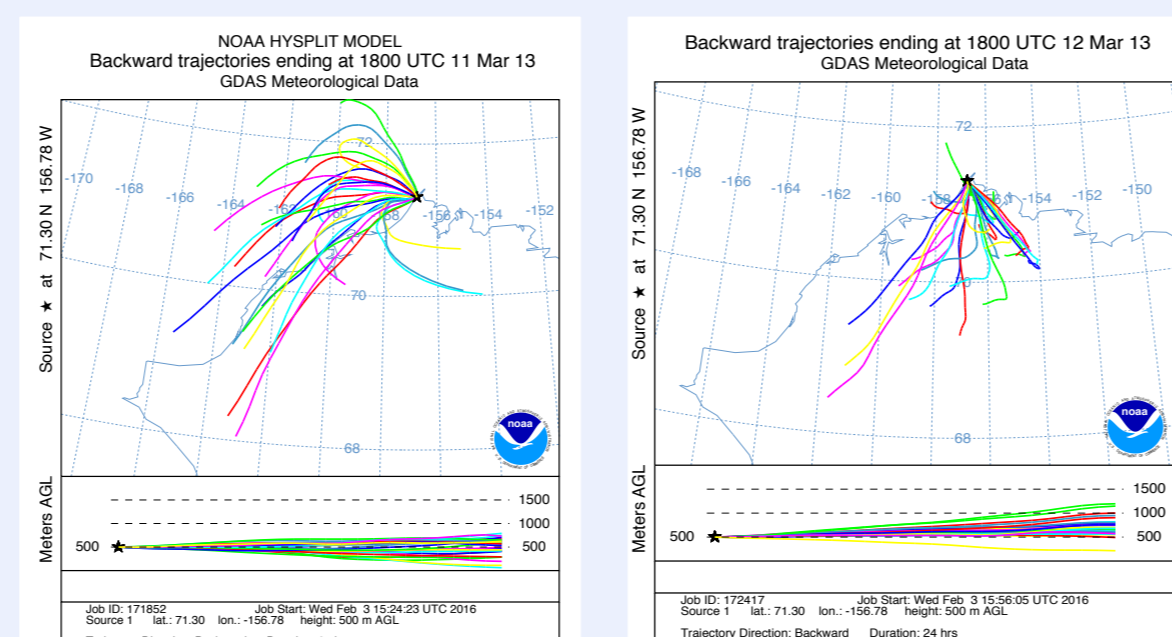 NOAA HYSPLIT MODEL
Backward trajectories ending at 1800 UTC 11 Mar 13
GDAS Meteorological Data
Source ★ at 71.30 N 156.78 W
72
-170
-168
-166
-164
-152
-154
-156
70
68
noaa
Meters AGL
1500
1000
500
500
Job ID: 171852 Job Start: Wed Feb 3 15:24:23 UTC 2016
Source 1 lat.: 71.30 lon.: -156.78 height: 500 m AGL
Backward trajectories ending at 1800 UTC 12 Mar 13
GDAS Meteorological Data
Source ★ at 71.30 N 156.78 W
72
-168
-166
-164
-162
-160
-154
-152
-150
68
noaa
Meters AGL
1500
1000
500
500
Job ID: 172417 Job Start: Wed Feb 3 15:56:05 UTC 2016
Source 1 lat.: 71.30 lon.: -156.78 height: 500 m AGL
Trajectory Direction: Backward Duration: 24 hrs